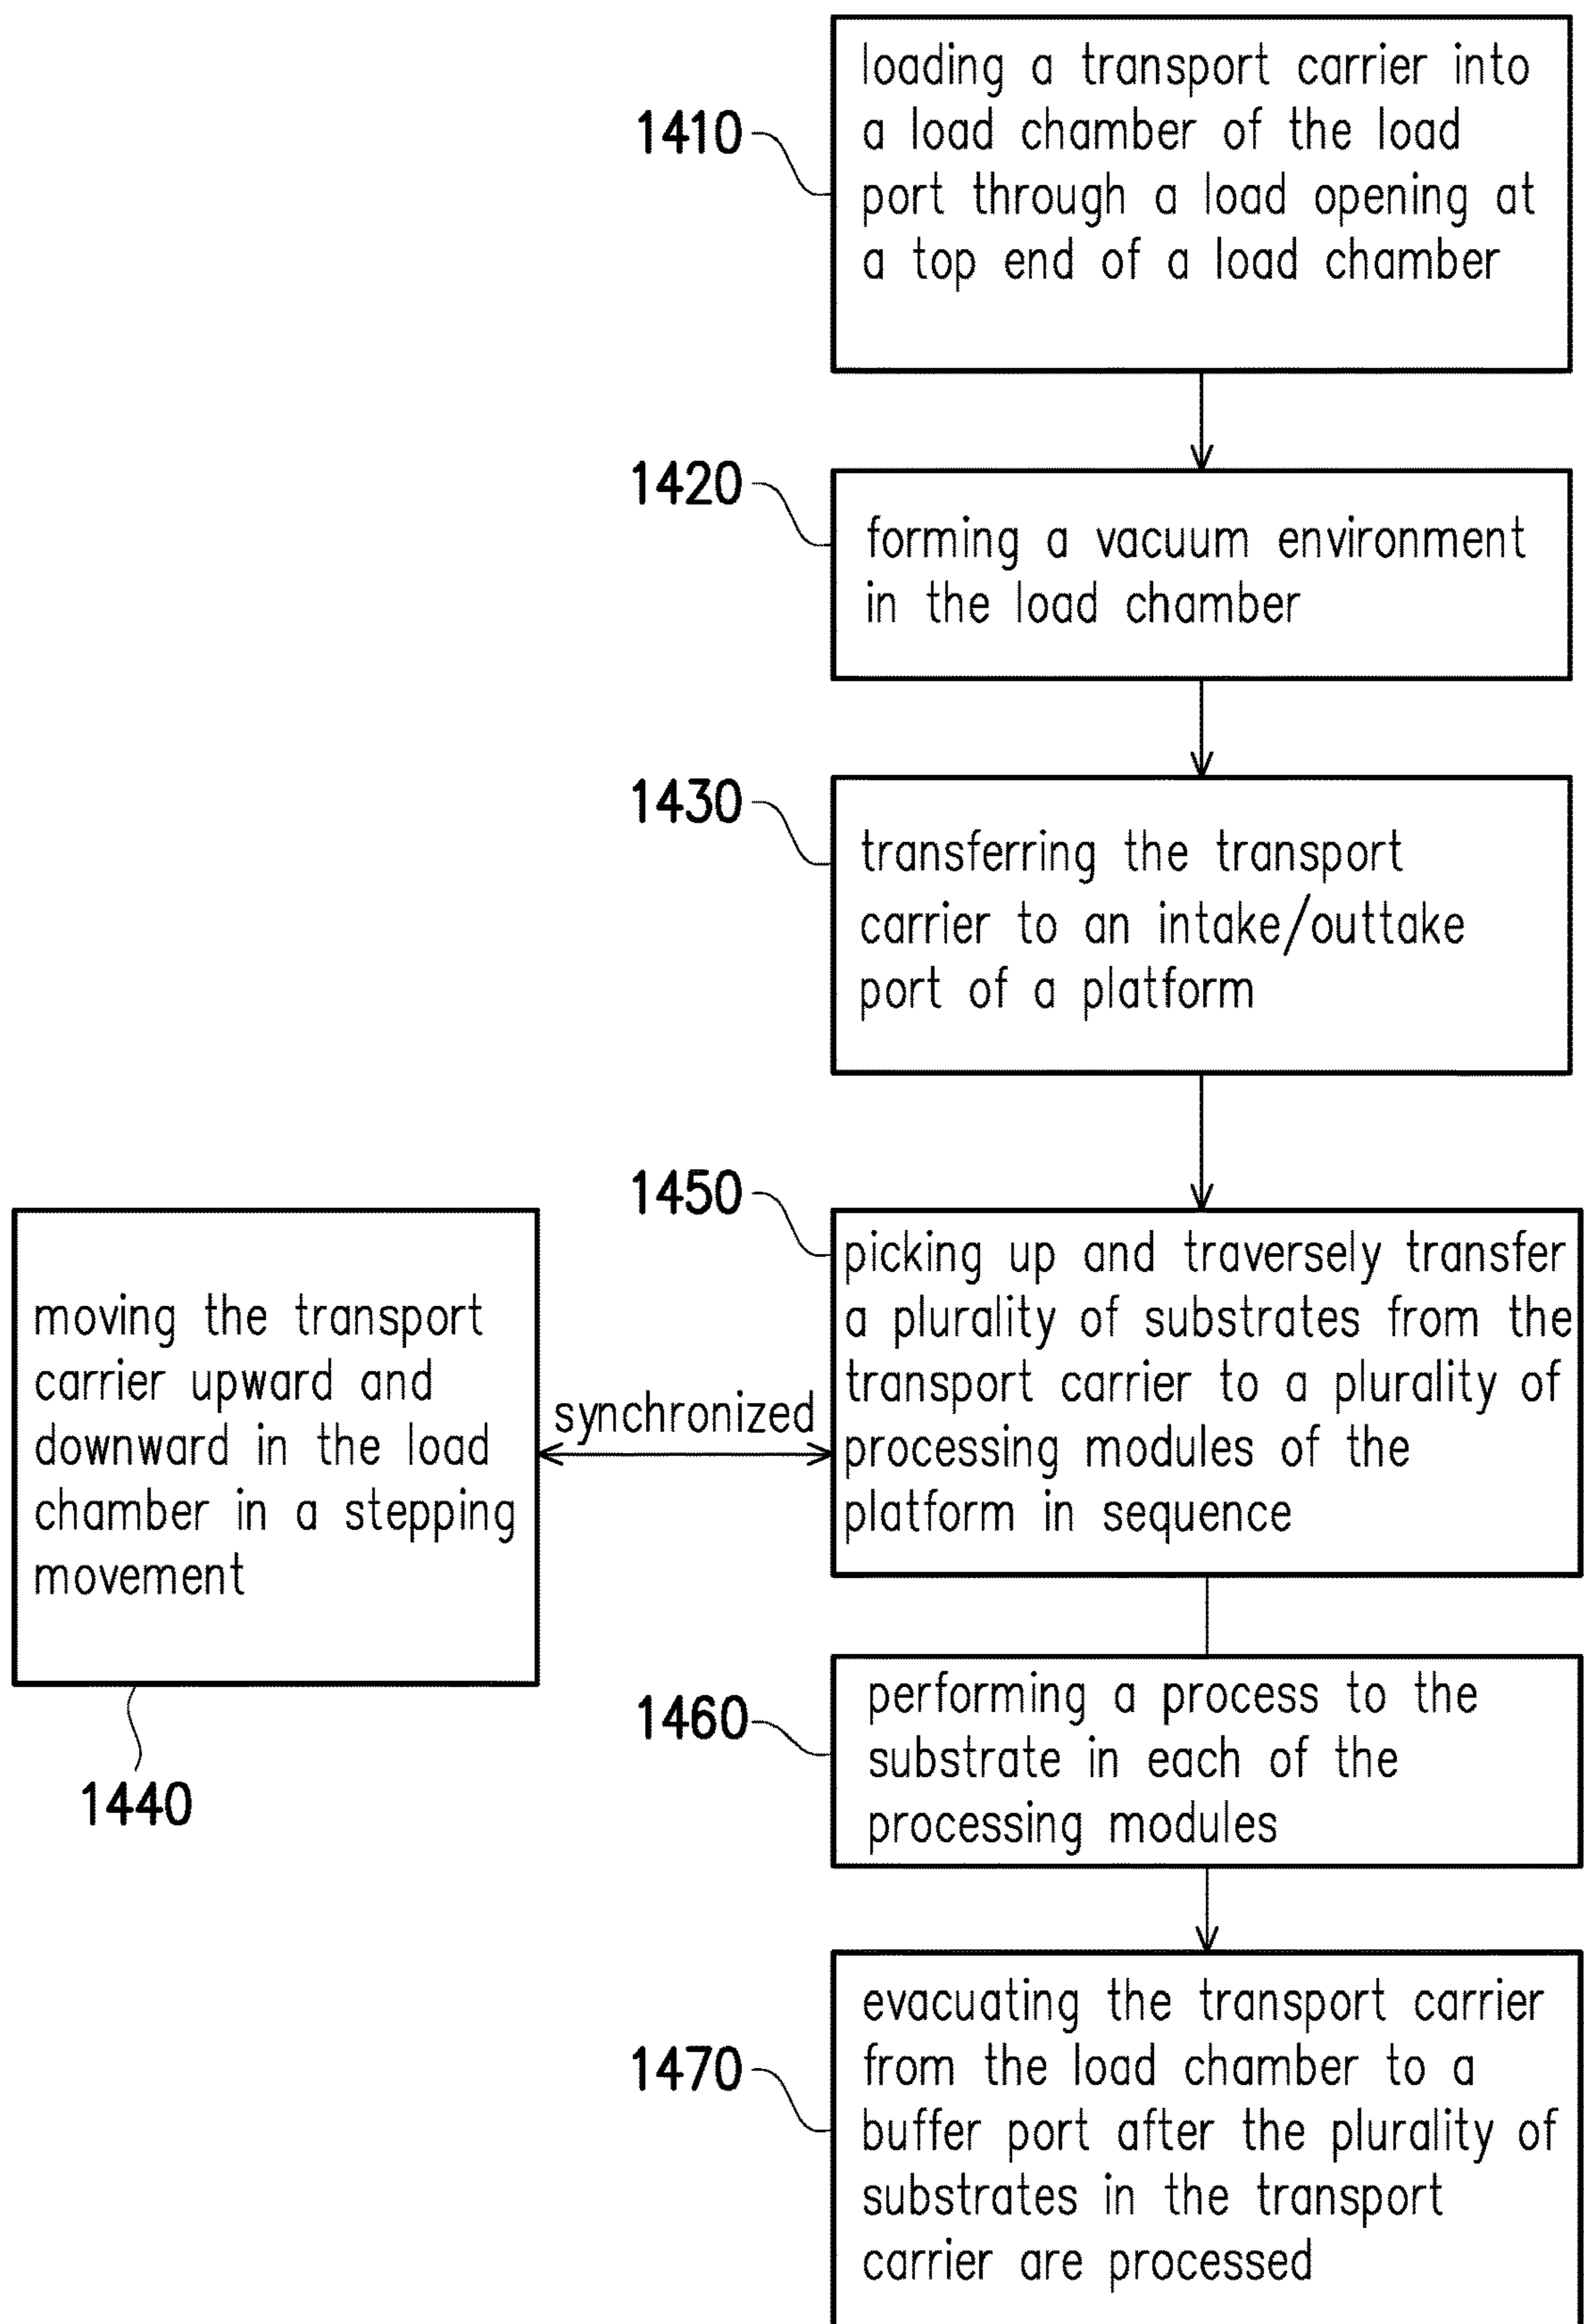 1410
loading a transport carrier into
a load chamber of the load
port through a load opening at
a top end of a load chamber
1420
forming a vacuum environment
in the load chamber
1430
transferring the transport
carrier to an intake/outtake
port of a platform
1450
picking up and traversely transfer
a plurality of substrates from the
transport carrier to a plurality of
processing modules of the
platform in sequence
synchronized
moving the transport
carrier upward and
downward in the load
chamber in a stepping
movement
1440
1460
performing a process to the
substrate in each of the
processing modules
1470
evacuating the transport carrier
from the load chamber to a
buffer port after the plurality of
substrates in the transport
carrier are processed